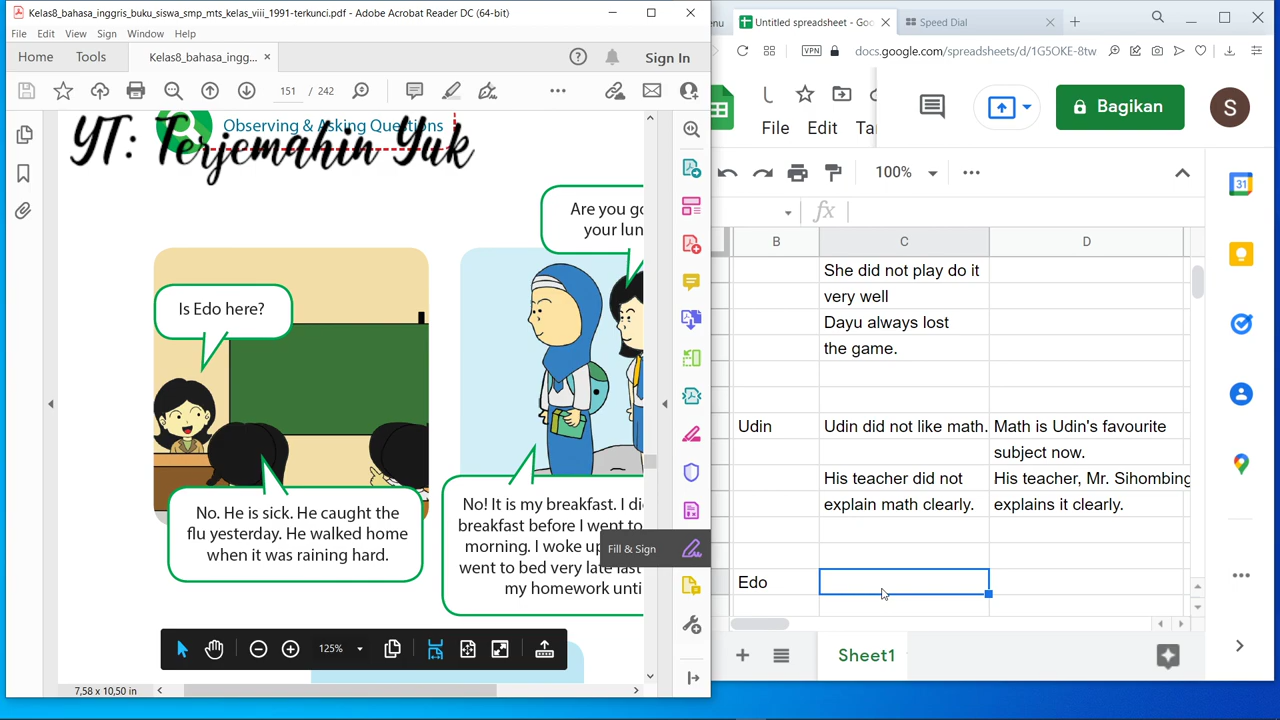 Kelas8_bahasa_inggris_buku_siswa_smp_mts_kelas_viii_1991-terkunci.pdf - Adobe Acrobat Reader DC (64-bit)
File Edit View Sign Window Help
Home Tools Kelas8_bahasa_ingg... Sign In
151 / 242
Observing & Asking Questions
YT: Terjemahin Yuk
Are you go
your lun
Is Edo here?
No. He is sick. He caught the
flu yesterday. He walked home
when it was raining hard.
No! It is my breakfast. I di
breakfast before I went to
morning. I woke up
went to bed very late last
my homework unti
Fill & Sign
125%
7,58 x 10,50 in
enu Untitled spreadsheet - Goo Speed Dial
VPN docs.google.com/spreadsheets/d/1G5OKE-8tw
File Edit Ta
Bagikan S
31
100%
fx
B C D
She did not play do it
very well
Dayu always lost
the game.
Udin Udin did not like math. Math is Udin's favourite
subject now.
His teacher did not His teacher, Mr. Sihombing
explain math clearly. explains it clearly.
Edo
Sheet1